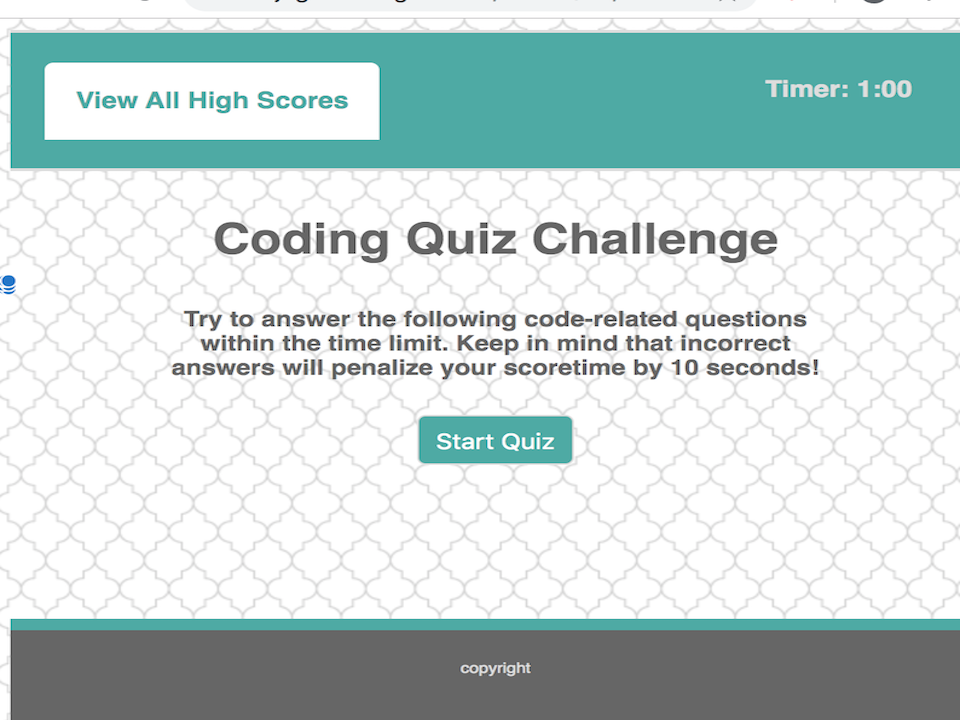 View All High Scores
Timer: 1:00
Coding Quiz Challenge
Try to answer the following code-related questions
within the time limit. Keep in mind that incorrect
answers will penalize your scoretime by 10 seconds!
Start Quiz
copyright